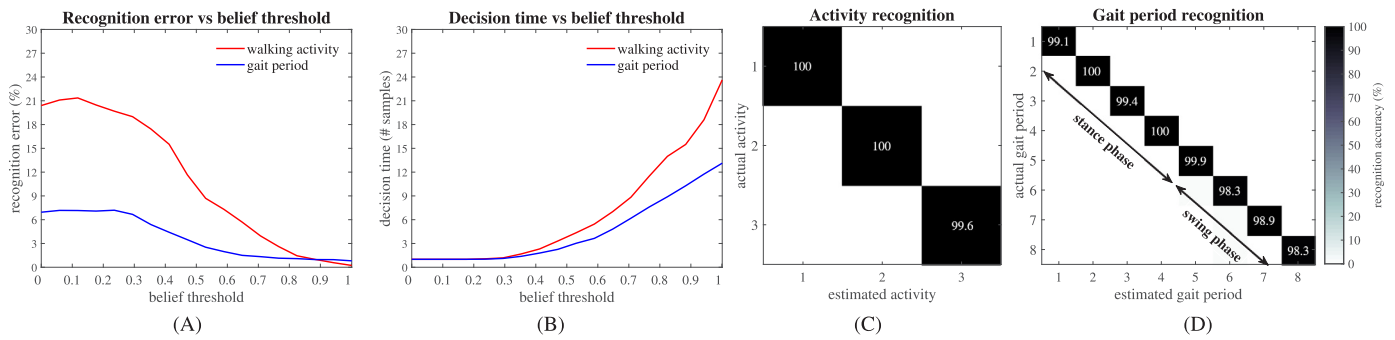 Recognition error vs belief threshold
30
27
24
21
18
15
12
9
6
3
0
recognition error (%)
walking activity
gait period
0 0.1 0.2 0.3 0.4 0.5 0.6 0.7 0.8 0.9 1
belief threshold
(A)
Decision time vs belief threshold
30
27
24
21
18
15
12
9
6
3
0
decision time (# samples)
walking activity
gait period
0 0.1 0.2 0.3 0.4 0.5 0.6 0.7 0.8 0.9 1
belief threshold
(B)
Activity recognition
actual activity
1
2
3
100
100
99.6
1 2 3
estimated activity
(C)
Gait period recognition
actual gait period
1
2
3
4
5
6
7
8
99.1
100
99.4
100
99.9
98.3
98.9
98.3
stance phase
swing phase
1 2 3 4 5 6 7 8
estimated gait period
(D)
100
90
80
70
60
50
40
30
20
10
0
recognition accuracy (%)